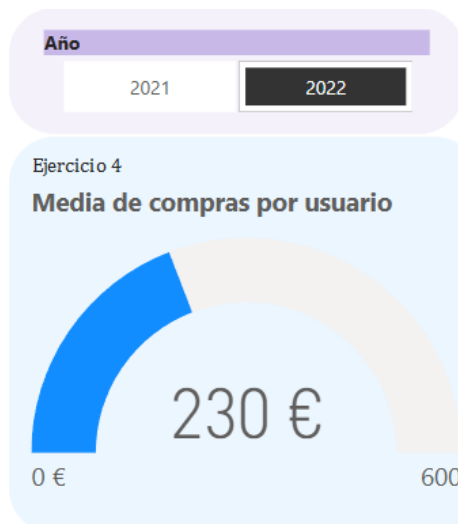 Año
2021 2022
Ejercicio 4
Media de compras por usuario
230 €
0 € 600